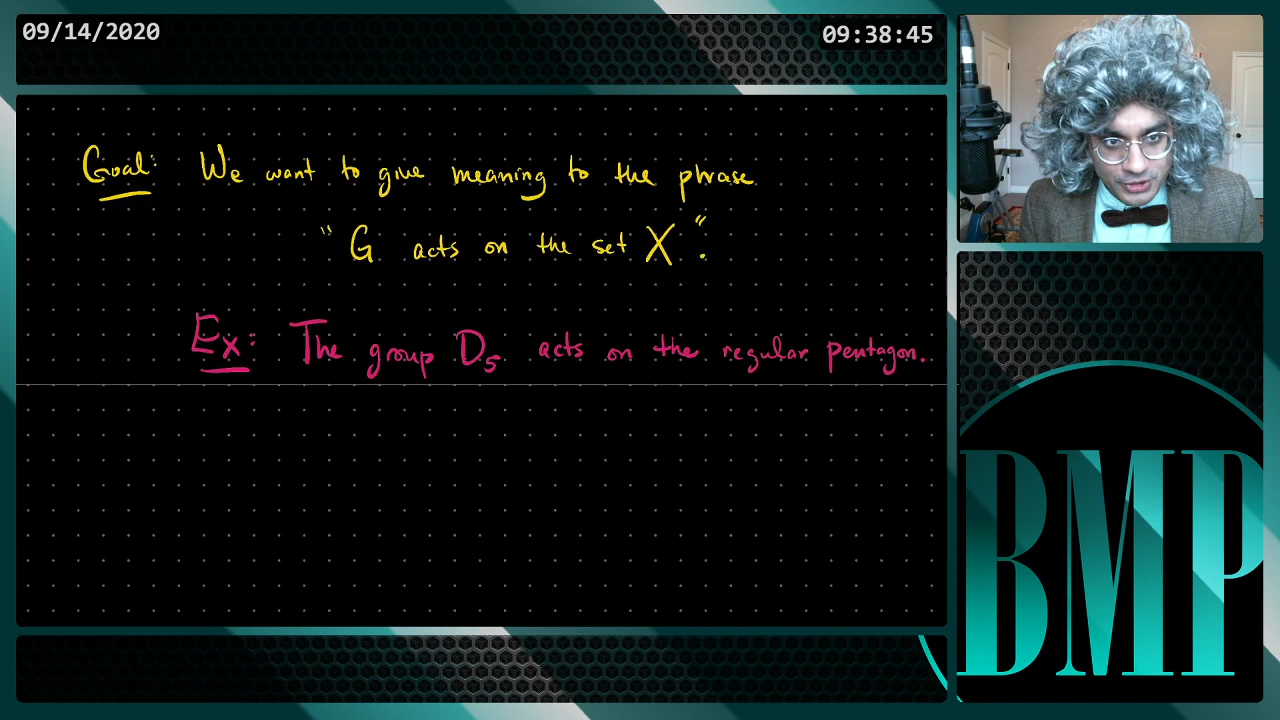 09/14/2020
09:38:45
Goal: We want to give meaning to the phrase
"G acts on the set X".
Ex: The group D5 acts on the regular pentagon.
BMP